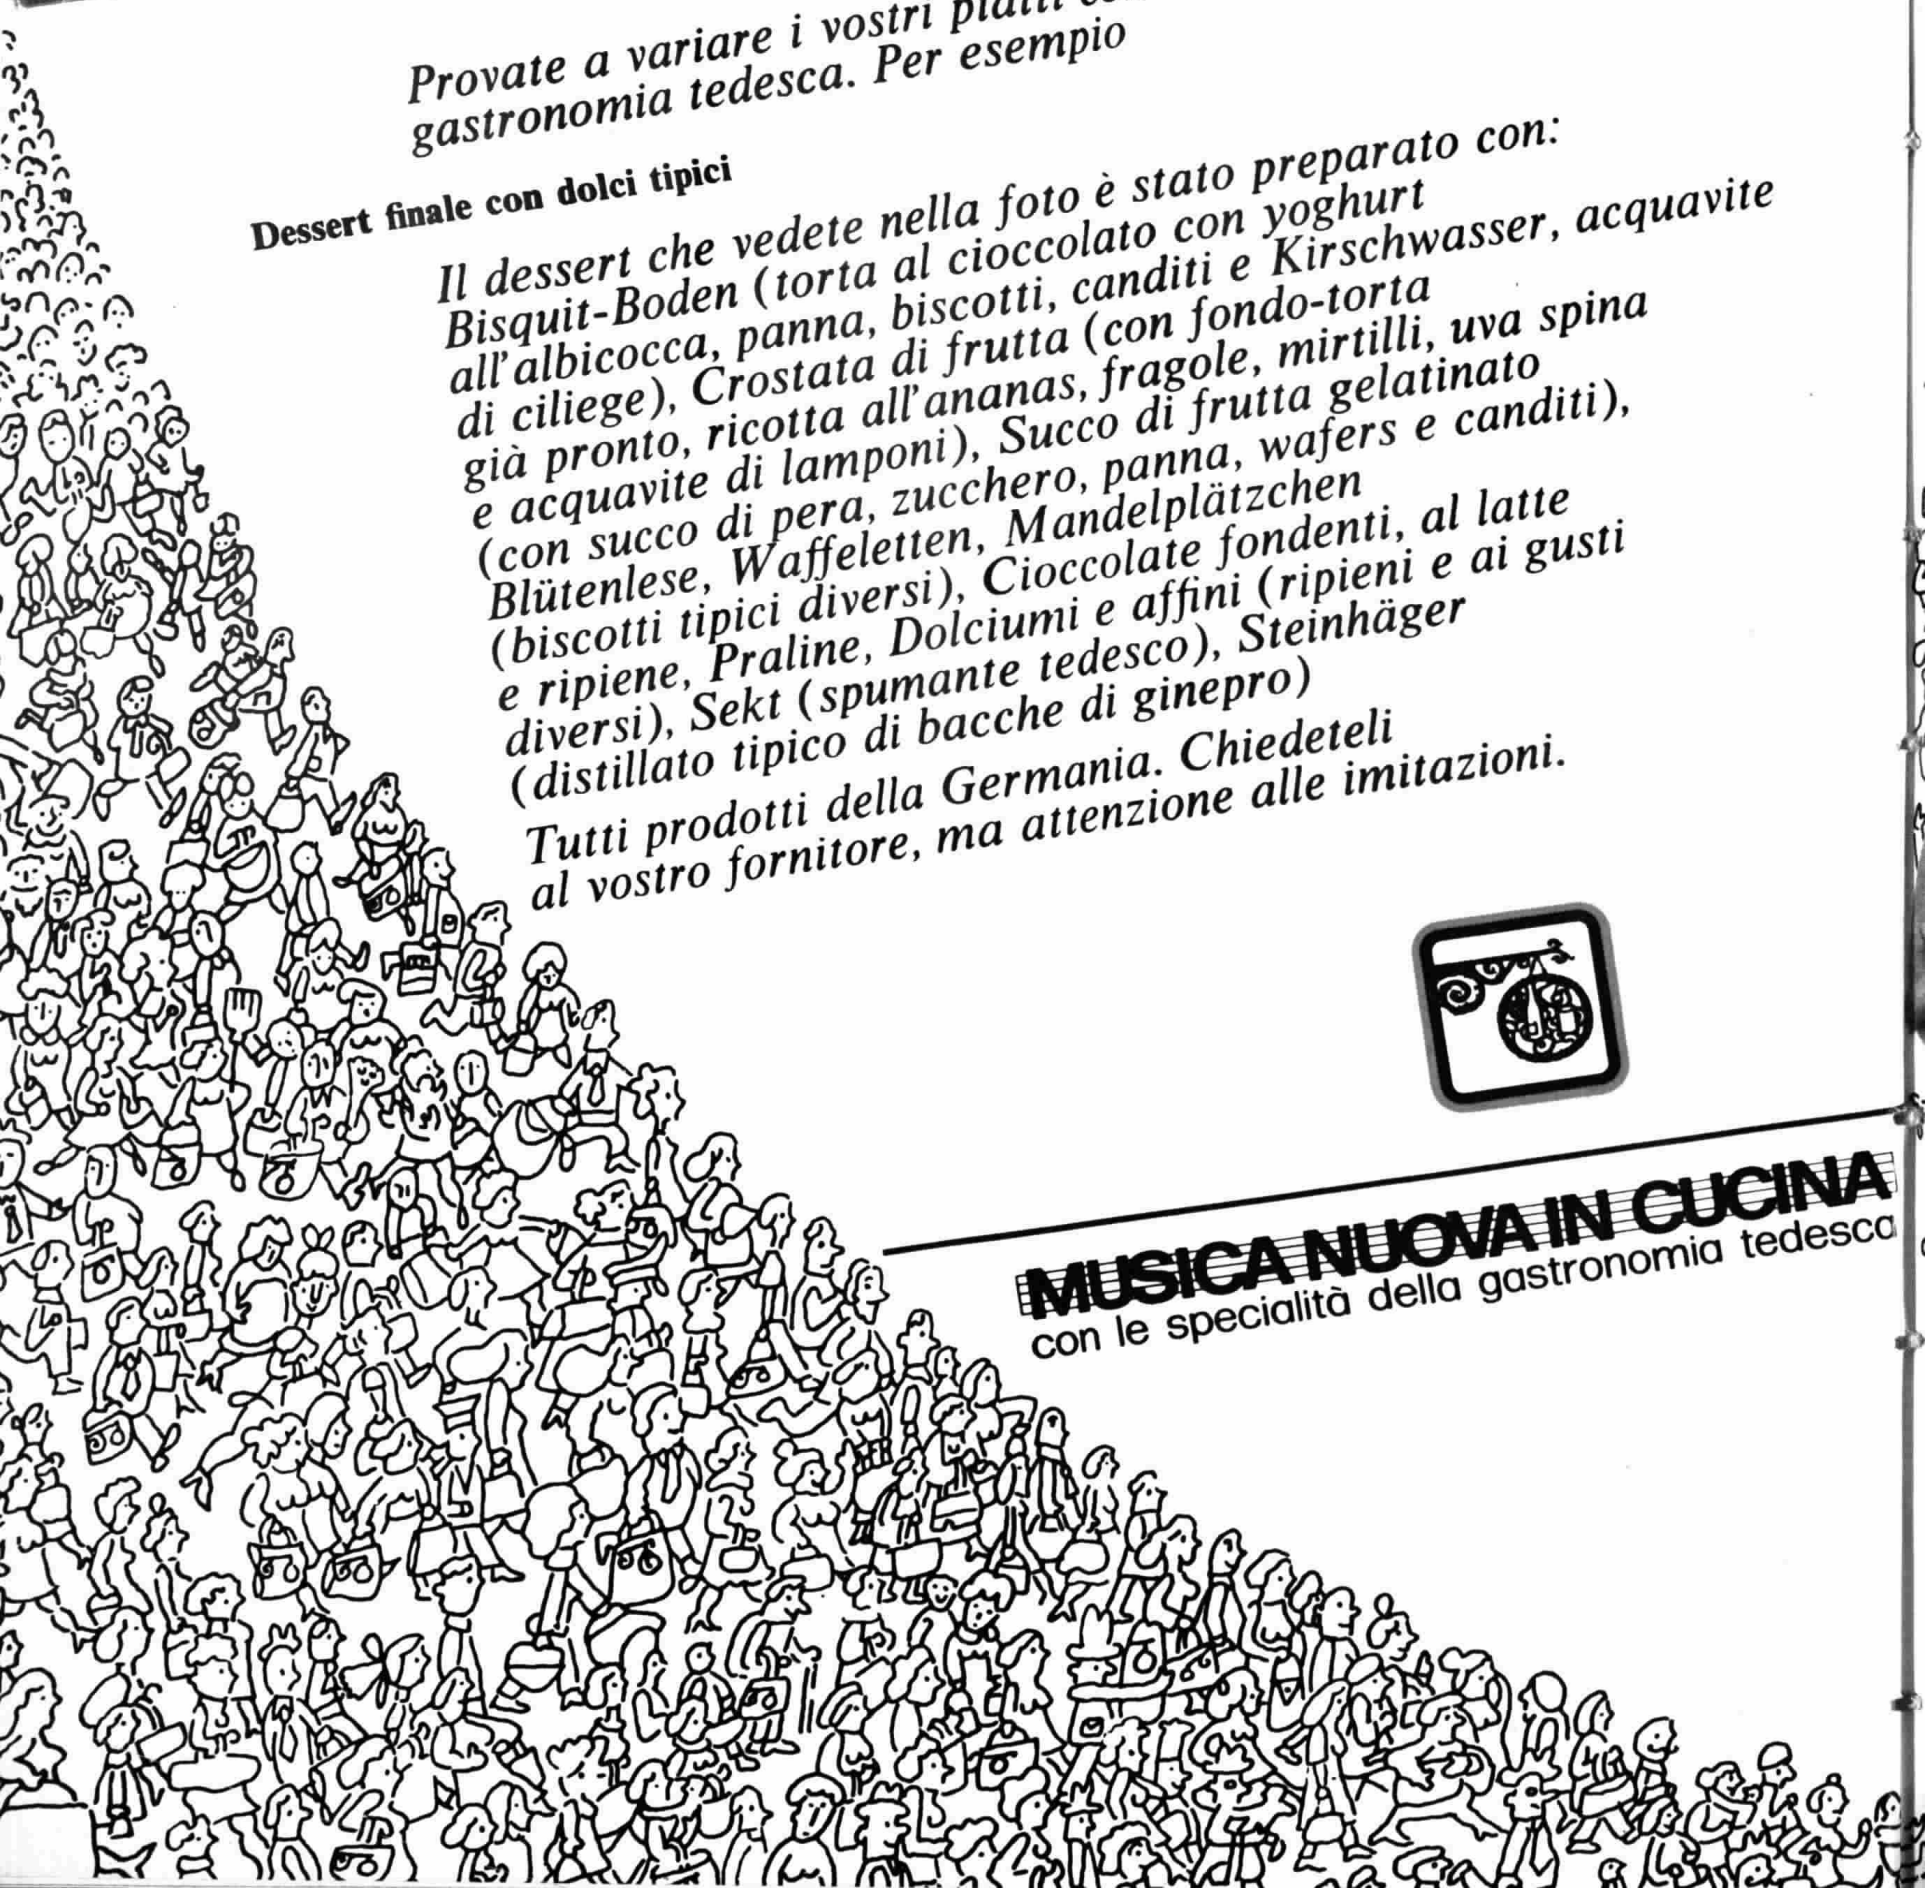 Provate a variare i vostri piatti
gastronomia tedesca. Per esempio
Dessert finale con dolci tipici
Il dessert che vedete nella foto è stato preparato con:
Bisquit-Boden (torta al cioccolato con yoghurt
all'albicocca, panna, biscotti, canditi e Kirschwasser, acquavite
di ciliege), Crostata di frutta (con fondo-torta
già pronto, ricotta all'ananas, fragole, mirtilli, uva spina
e acquavite di lamponi), Succo di frutta gelatinato
(con succo di pera, zucchero, panna, wafers e canditi),
Blütenlese, Waffeletten, Mandelplätzchen
(biscotti tipici diversi), Cioccolate fondenti, al latte
e ripiene, Praline, Dolciumi e affini (ripieni e ai gusti
diversi), Sekt (spumante tedesco), Steinhäger
(distillato tipico di bacche di ginepro)
Tutti prodotti della Germania. Chiedeteli
al vostro fornitore, ma attenzione alle imitazioni.
MUSICA NUOVA IN CUCINA
con le specialità della gastronomia tedesca